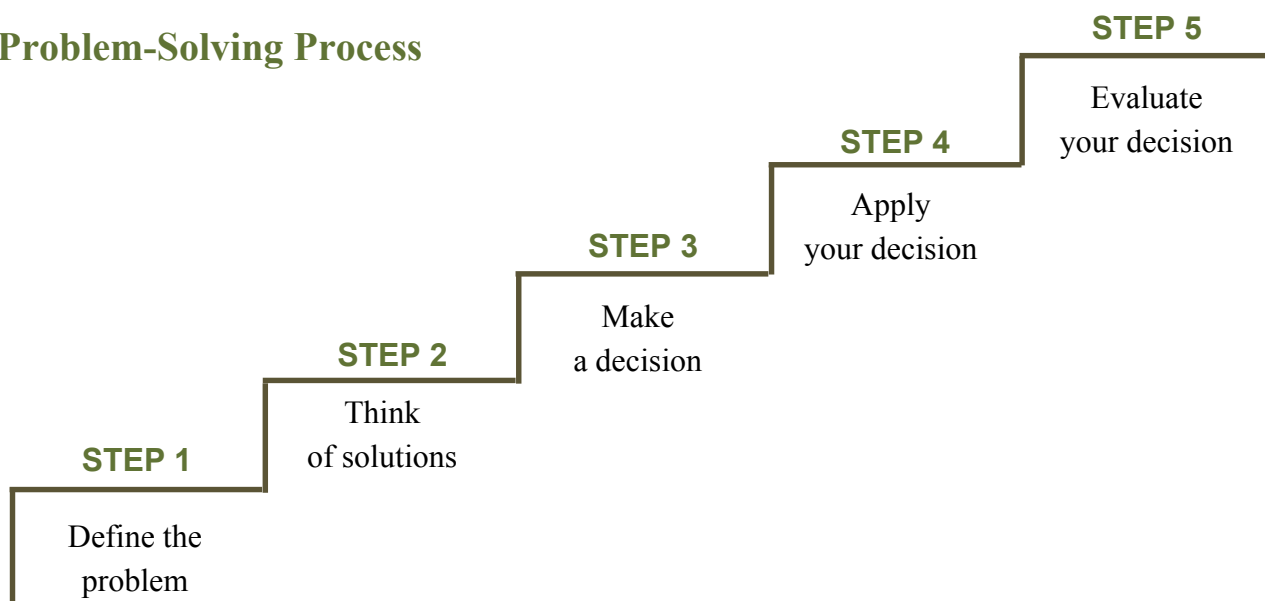 Problem-Solving Process
STEP 1
Define the
problem
STEP 2
Think
of solutions
STEP 3
Make
a decision
STEP 4
Apply
your decision
STEP 5
Evaluate
your decision